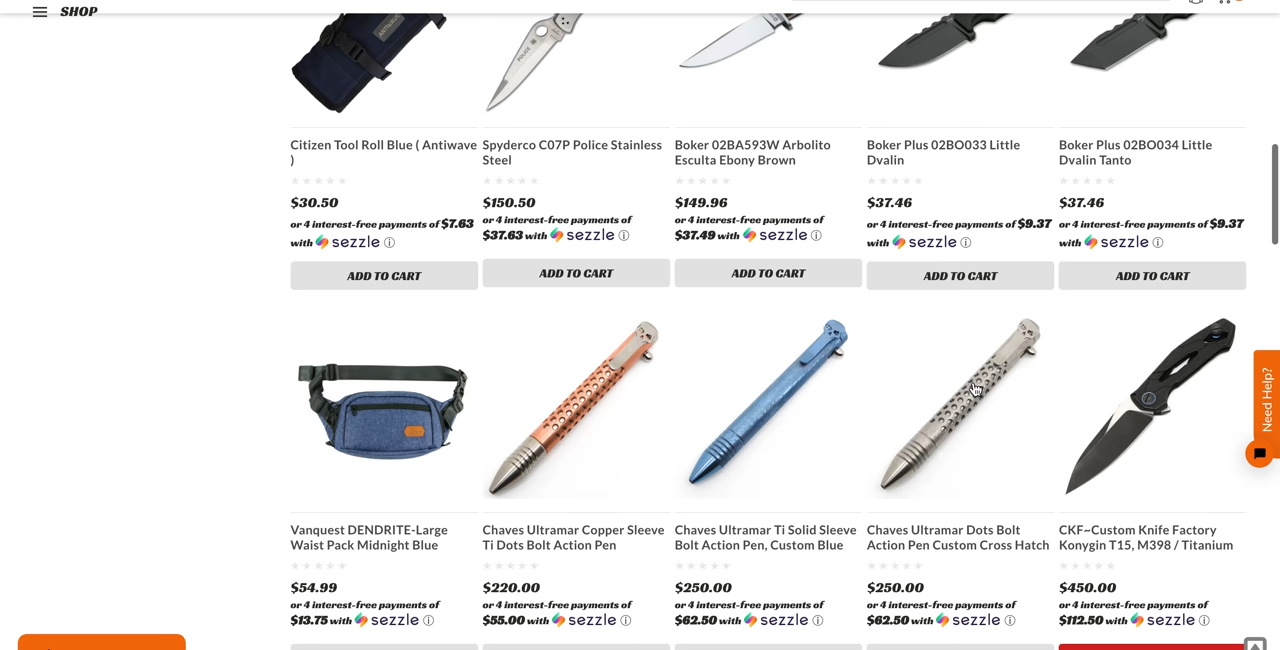 SHOP
ANTIWAVE
POLICE
Citizen Tool Roll Blue ( Antiwave
)
Spyderco C07P Police Stainless
Steel
Boker 02BA593W Arbolito
Esculta Ebony Brown
Boker Plus 02BO033 Little
Dvalin
Boker Plus 02BO034 Little
Dvalin Tanto
$30.50
$150.50
$149.96
$37.46
$37.46
or 4 interest-free payments of $7.63
with sezzle
or 4 interest-free payments of
$37.63 with sezzle
or 4 interest-free payments of
$37.49 with sezzle
or 4 interest-free payments of $9.37
with sezzle
or 4 interest-free payments of $9.37
with sezzle
ADD TO CART
ADD TO CART
ADD TO CART
ADD TO CART
ADD TO CART
Need Help?
Vanquest DENDRITE-Large
Waist Pack Midnight Blue
Chaves Ultramar Copper Sleeve
Ti Dots Bolt Action Pen
Chaves Ultramar Ti Solid Sleeve
Bolt Action Pen, Custom Blue
Chaves Ultramar Dots Bolt
Action Pen Custom Cross Hatch
CKF~Custom Knife Factory
Konygin T15, M398 / Titanium
$54.99
$220.00
$250.00
$250.00
$450.00
or 4 interest-free payments of
$13.75 with sezzle
or 4 interest-free payments of
$55.00 with sezzle
or 4 interest-free payments of
$62.50 with sezzle
or 4 interest-free payments of
$62.50 with sezzle
or 4 interest-free payments of
$112.50 with sezzle